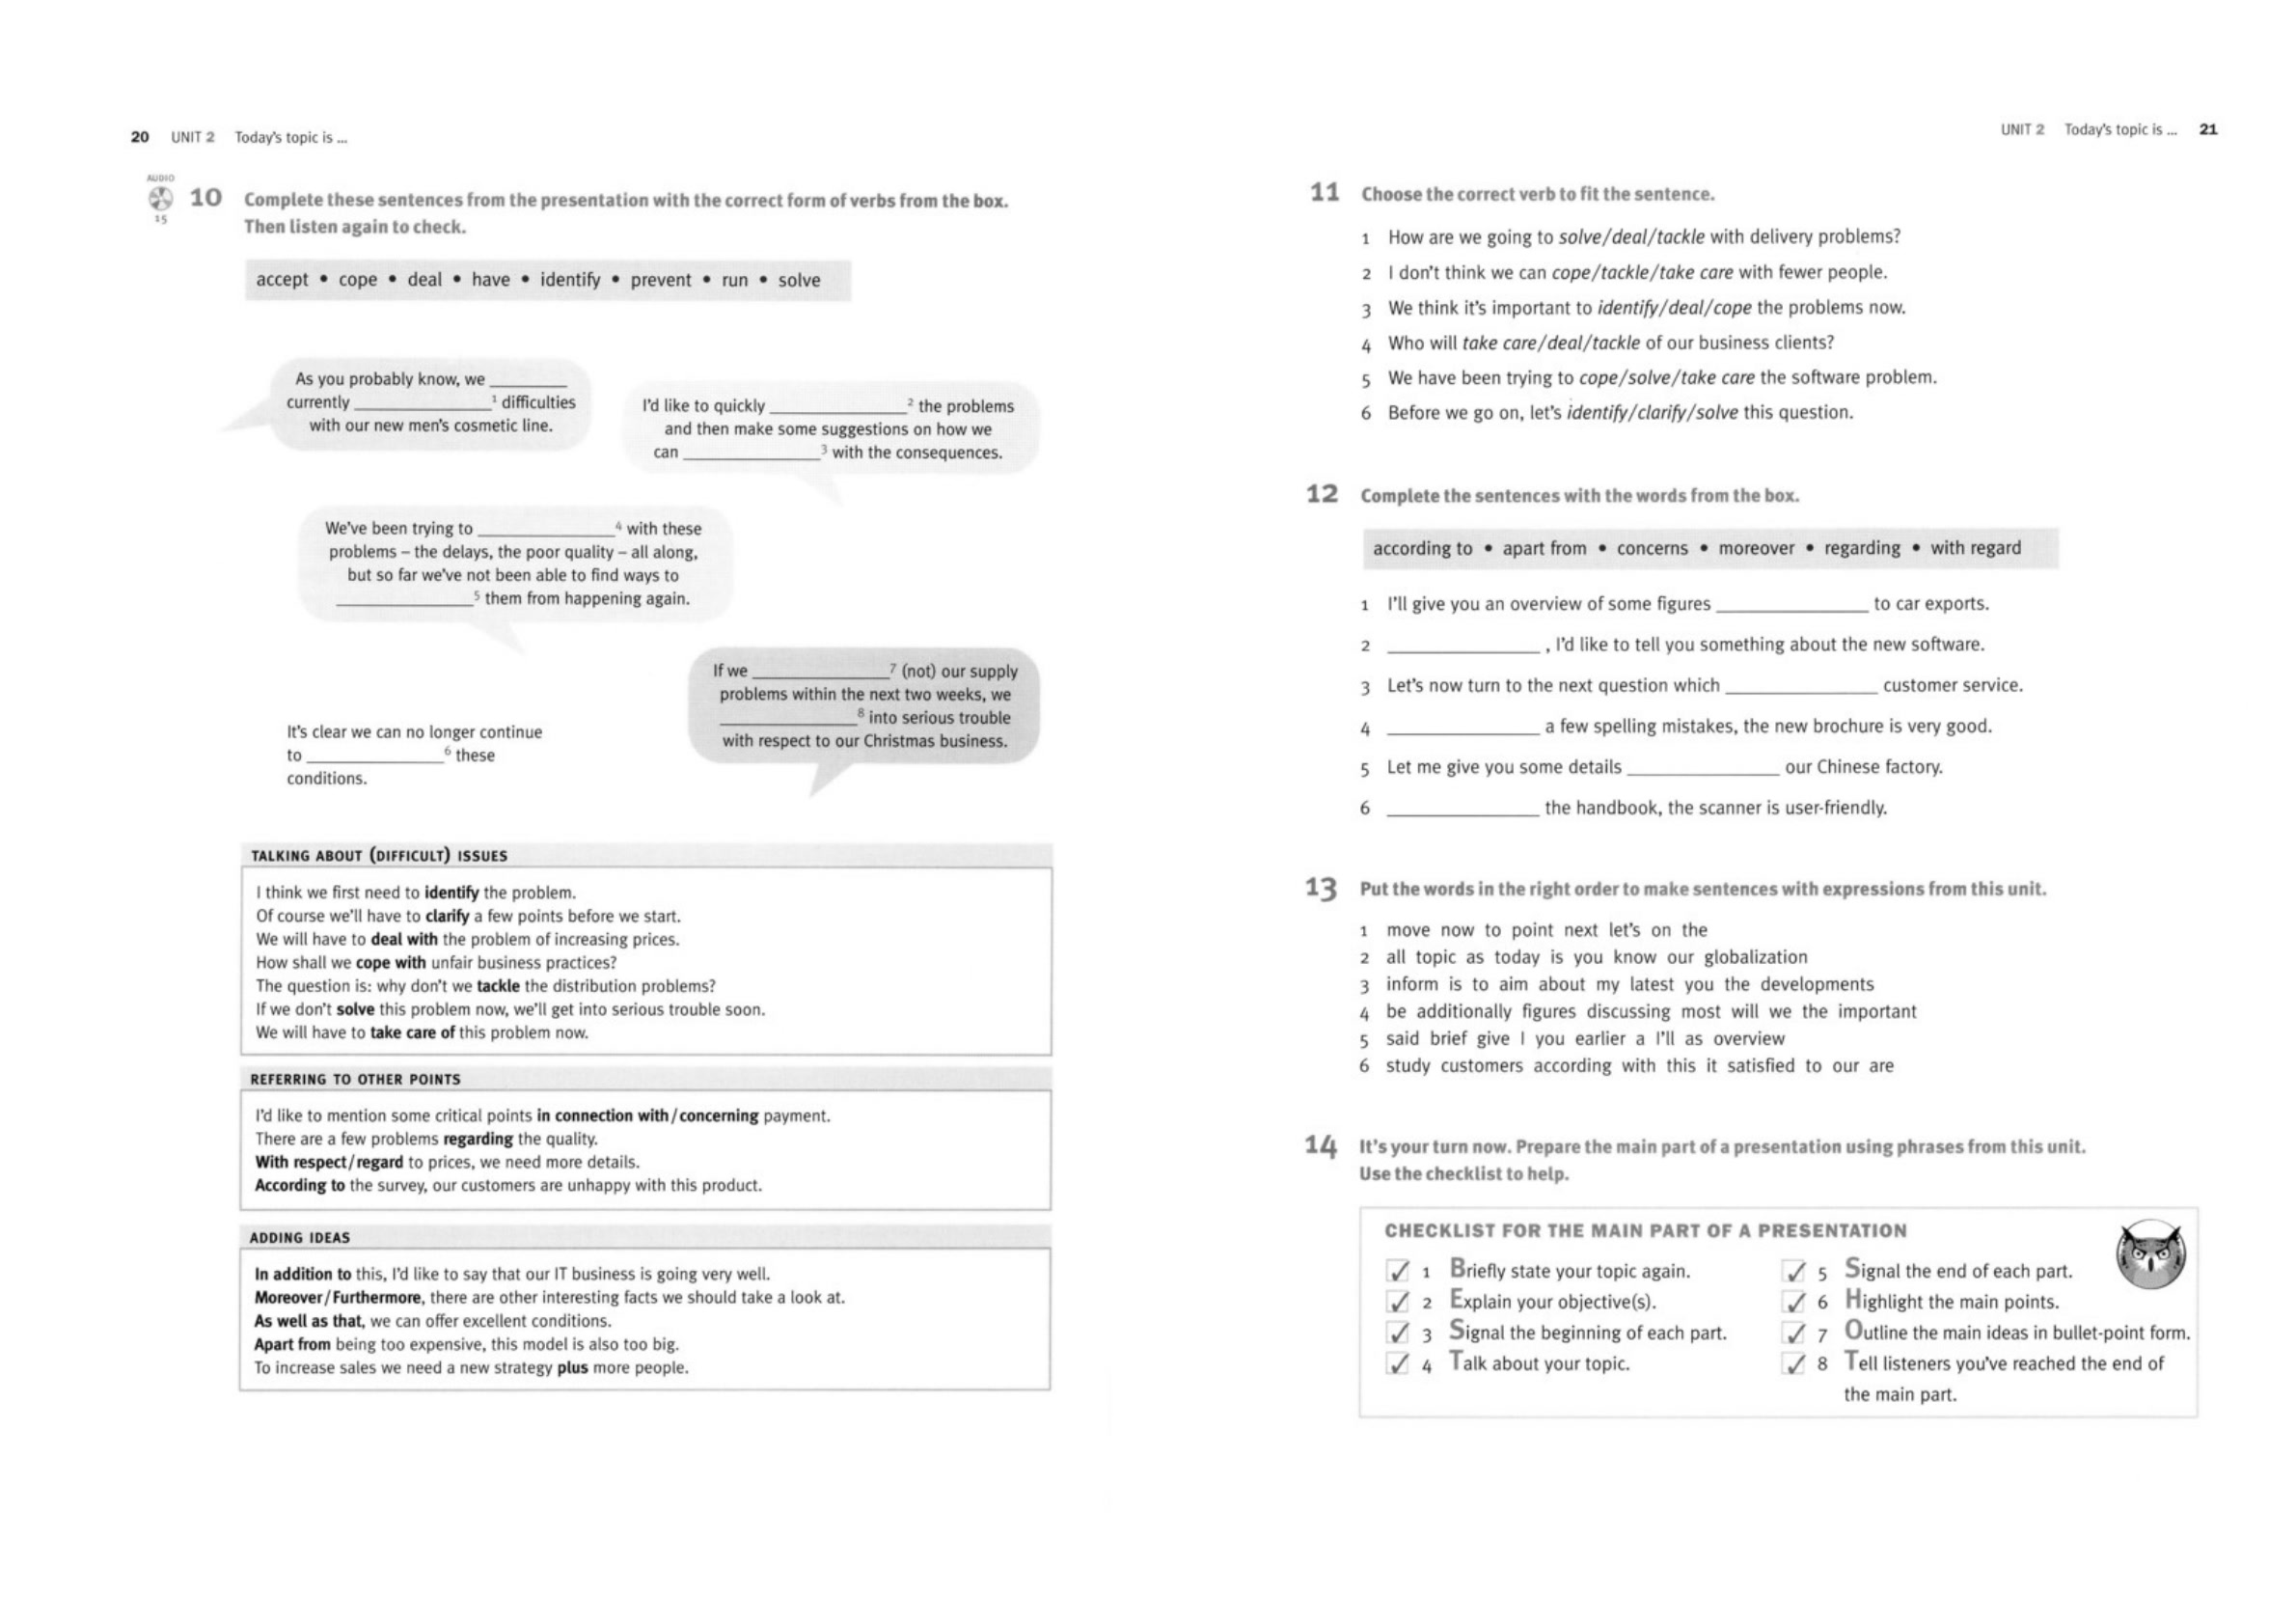 20 UNIT 2 Today's topic is ...
AUDIO
15
10 Complete these sentences from the presentation with the correct form of verbs from the box.
Then listen again to check.
accept • cope • deal • have • identify • prevent • run • solve
As you probably know, we ________
currently ______________ 1 difficulties
with our new men's cosmetic line.
I'd like to quickly ______________ 2 the problems
and then make some suggestions on how we
can ______________ 3 with the consequences.
We've been trying to ______________ 4 with these
problems – the delays, the poor quality – all along,
but so far we've not been able to find ways to
______________ 5 them from happening again.
It's clear we can no longer continue
to ______________ 6 these
conditions.
If we ______________ 7 (not) our supply
problems within the next two weeks, we
______________ 8 into serious trouble
with respect to our Christmas business.
TALKING ABOUT (DIFFICULT) ISSUES
I think we first need to identify the problem.
Of course we'll have to clarify a few points before we start.
We will have to deal with the problem of increasing prices.
How shall we cope with unfair business practices?
The question is: why don't we tackle the distribution problems?
If we don't solve this problem now, we'll get into serious trouble soon.
We will have to take care of this problem now.
REFERRING TO OTHER POINTS
I'd like to mention some critical points in connection with/concerning payment.
There are a few problems regarding the quality.
With respect/regard to prices, we need more details.
According to the survey, our customers are unhappy with this product.
ADDING IDEAS
In addition to this, I'd like to say that our IT business is going very well.
Moreover/Furthermore, there are other interesting facts we should take a look at.
As well as that, we can offer excellent conditions.
Apart from being too expensive, this model is also too big.
To increase sales we need a new strategy plus more people.
UNIT 2 Today's topic is ... 21
11 Choose the correct verb to fit the sentence.
1 How are we going to solve/deal/tackle with delivery problems?
2 I don't think we can cope/tackle/take care with fewer people.
3 We think it's important to identify/deal/cope the problems now.
4 Who will take care/deal/tackle of our business clients?
5 We have been trying to cope/solve/take care the software problem.
6 Before we go on, let's identify/clarify/solve this question.
12 Complete the sentences with the words from the box.
according to • apart from • concerns • moreover • regarding • with regard
1 I'll give you an overview of some figures ______________ to car exports.
2 ______________ , I'd like to tell you something about the new software.
3 Let's now turn to the next question which ______________ customer service.
4 ______________ a few spelling mistakes, the new brochure is very good.
5 Let me give you some details ______________ our Chinese factory.
6 ______________ the handbook, the scanner is user-friendly.
13 Put the words in the right order to make sentences with expressions from this unit.
1 move now to point next let's on the
2 all topic as today is you know our globalization
3 inform is to aim about my latest you the developments
4 be additionally figures discussing most will we the important
5 said brief give I you earlier a I'll as overview
6 study customers according with this it satisfied to our are
14 It's your turn now. Prepare the main part of a presentation using phrases from this unit.
Use the checklist to help.
CHECKLIST FOR THE MAIN PART OF A PRESENTATION
✓ 1 Briefly state your topic again.
✓ 2 Explain your objective(s).
✓ 3 Signal the beginning of each part.
✓ 4 Talk about your topic.
✓ 5 Signal the end of each part.
✓ 6 Highlight the main points.
✓ 7 Outline the main ideas in bullet-point form.
✓ 8 Tell listeners you've reached the end of
the main part.